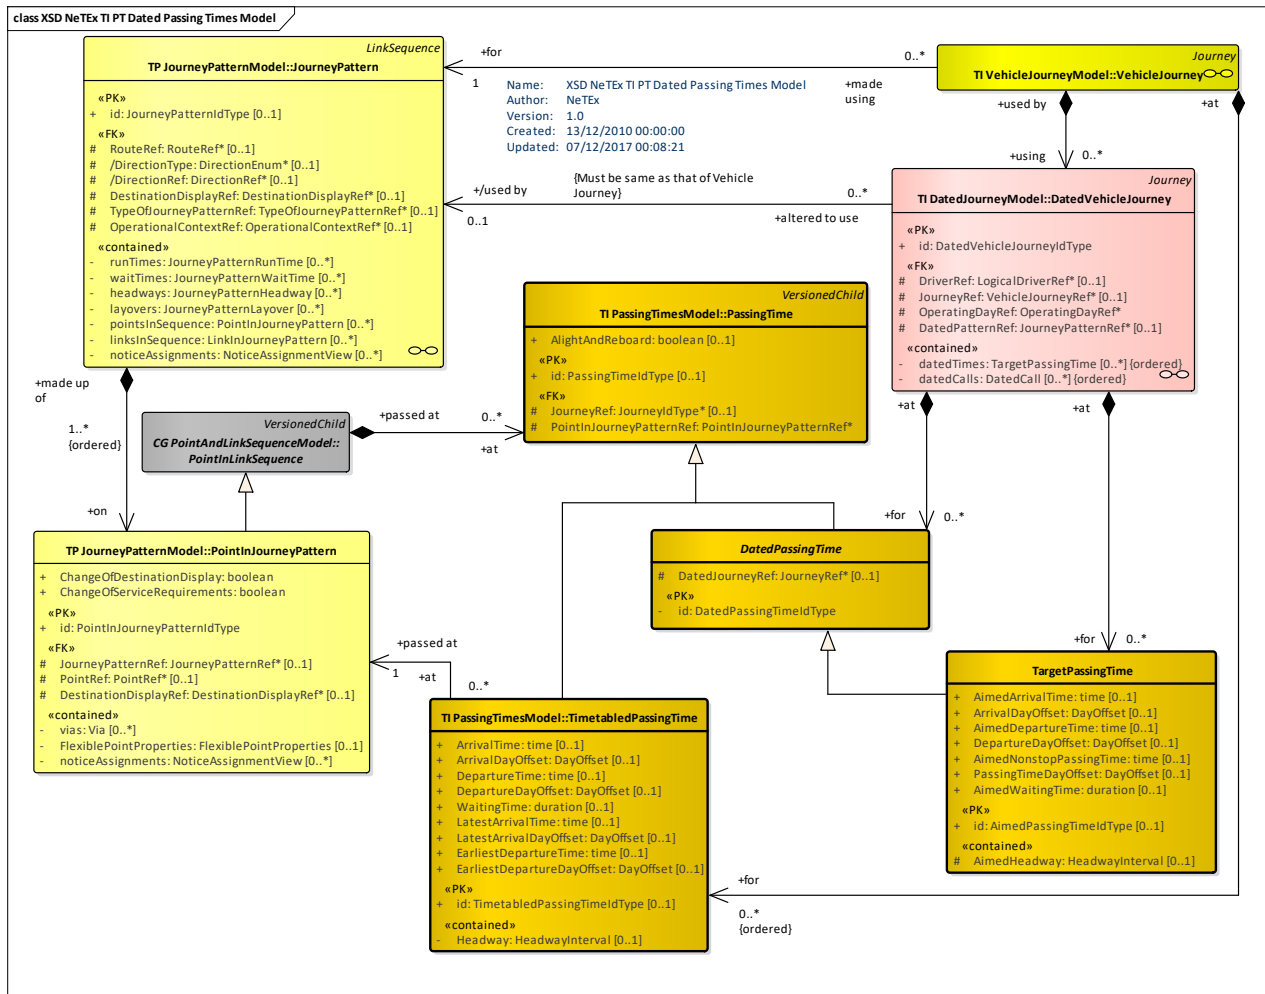 class XSD NeTEx TI PT Dated Passing Times Model
LinkSequence
TP JourneyPatternModel::JourneyPattern
«PK»
+ id: JourneyPatternIdType [0..1]
«FK»
# RouteRef: RouteRef* [0..1]
# /DirectionType: DirectionEnum* [0..1]
# /DirectionRef: DirectionRef* [0..1]
# DestinationDisplayRef: DestinationDisplayRef* [0..1]
# TypeOfJourneyPatternRef: TypeOfJourneyPatternRef* [0..1]
# OperationalContextRef: OperationalContextRef* [0..1]
«contained»
- runTimes: JourneyPatternRunTime [0..*]
- waitTimes: JourneyPatternWaitTime [0..*]
- headways: JourneyPatternHeadway [0..*]
- layovers: JourneyPatternLayover [0..*]
- pointsInSequence: PointInJourneyPattern [0..*]
- linksInSequence: LinkInJourneyPattern [0..*]
- noticeAssignments: NoticeAssignmentView [0..*]
+for
1
0..*
+made
using
Name: XSD NeTEx TI PT Dated Passing Times Model
Author: NeTEx
Version: 1.0
Created: 13/12/2010 00:00:00
Updated: 07/12/2017 00:08:21
Journey
TI VehicleJourneyModel::VehicleJourney
+used by
+at
+using
0..*
+/used by
0..1
{Must be same as that of Vehicle
Journey}
0..*
+altered to use
Journey
TI DatedJourneyModel::DatedVehicleJourney
«PK»
+ id: DatedVehicleJourneyIdType
«FK»
# DriverRef: LogicalDriverRef* [0..1]
# JourneyRef: VehicleJourneyRef* [0..1]
# OperatingDayRef: OperatingDayRef
# DatedPatternRef: JourneyPatternRef*
«contained»
- datedTimes: TargetPassingTime [0..*] {ordered}
- datedCalls: DatedCall [0..*] {ordered}
VersionedChild
TI PassingTimesModel::PassingTime
+ AlightAndReboard: boolean [0..1]
«PK»
+ id: PassingTimeIdType [0..1]
«FK»
# JourneyRef: JourneyIdType* [0..1]
# PointInJourneyPatternRef: PointInJourneyPatternRef*
+made up
of
1..*
{ordered}
+on
VersionedChild
CG PointAndLinkSequenceModel::
PointInLinkSequence
+passed at
0..*
+at
+at
+at
+for
0..*
+for
0..*
TP JourneyPatternModel::PointInJourneyPattern
+ ChangeOfDestinationDisplay: boolean
+ ChangeOfServiceRequirements: boolean
«PK»
+ id: PointInJourneyPatternIdType
«FK»
# JourneyPatternRef: JourneyPatternRef* [0..1]
# PointRef: PointRef* [0..1]
# DestinationDisplayRef: DestinationDisplayRef* [0..1]
«contained»
- vias: Via [0..*]
- FlexiblePointProperties: FlexiblePointProperties [0..1]
- noticeAssignments: NoticeAssignmentView [0..*]
DatedPassingTime
# DatedJourneyRef: JourneyRef* [0..1]
«PK»
- id: DatedPassingTimeIdType
+passed at
1
+at
0..*
TI PassingTimesModel::TimetabledPassingTime
+ ArrivalTime: time [0..1]
+ ArrivalDayOffset: DayOffset [0..1]
+ DepartureTime: time [0..1]
+ DepartureDayOffset: DayOffset [0..1]
+ WaitingTime: duration [0..1]
+ LatestArrivalTime: time [0..1]
+ LatestArrivalDayOffset: DayOffset [0..1]
+ EarliestDepartureTime: time [0..1]
+ EarliestDepartureDayOffset: DayOffset [0..1]
«PK»
+ id: TimetabledPassingTimeIdType [0..1]
«contained»
- Headway: HeadwayInterval [0..1]
TargetPassingTime
+ AimedArrivalTime: time [0..1]
+ ArrivalDayOffset: DayOffset [0..1]
+ AimedDepartureTime: time [0..1]
+ DepartureDayOffset: DayOffset [0..1]
+ AimedNonstopPassingTime: time [0..1]
+ PassingTimeDayOffset: DayOffset [0..1]
+ AimedWaitingTime: duration [0..1]
«PK»
+ id: AimedPassingTimeIdType [0..1]
«contained»
# AimedHeadway: HeadwayInterval [0..1]
+for
0..*
{ordered}